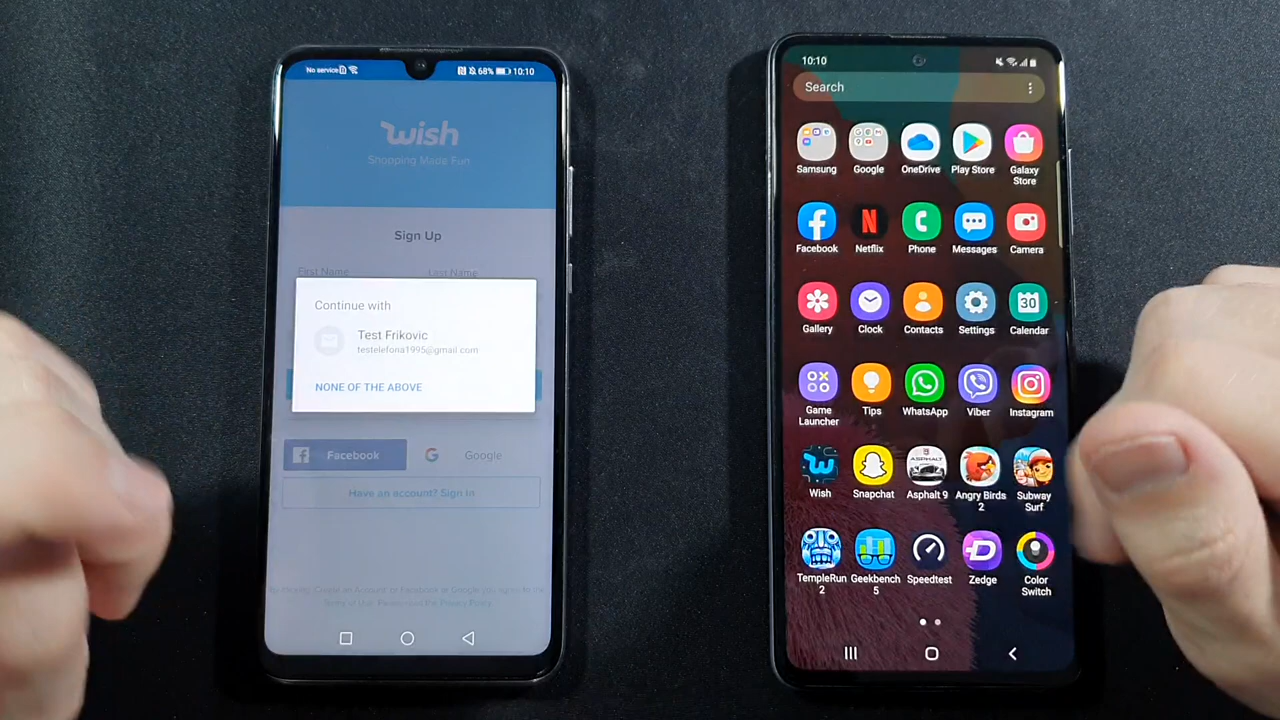 No service
68% 10:10
wish
Shopping Made Fun
Sign Up
First Name Last Name
Continue with
Test Frikovic
testelefona1995@gmail.com
NONE OF THE ABOVE
Facebook
Google
Have an account? Sign In
Privacy Policy
10:10
Search
Samsung Google OneDrive Play Store Galaxy
Store
N
Facebook Netflix Phone Messages Camera
30
Gallery Clock Contacts Settings Calendar
Game
Launcher
Tips WhatsApp Viber Instagram
ASPHALT
Wish Snapchat Asphalt 9 Angry Birds
2
Subway
Surf
TempleRun
2
Geekbench
5
Speedtest Zedge Color
Switch